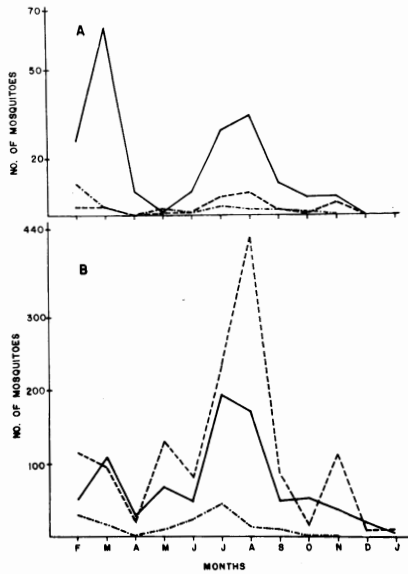 70
A
50
20
NO. OF MOSQUITOES
440
B
300
200
100
NO. OF MOSQUITOES
F M A M J J A S O N D J
MONTHS